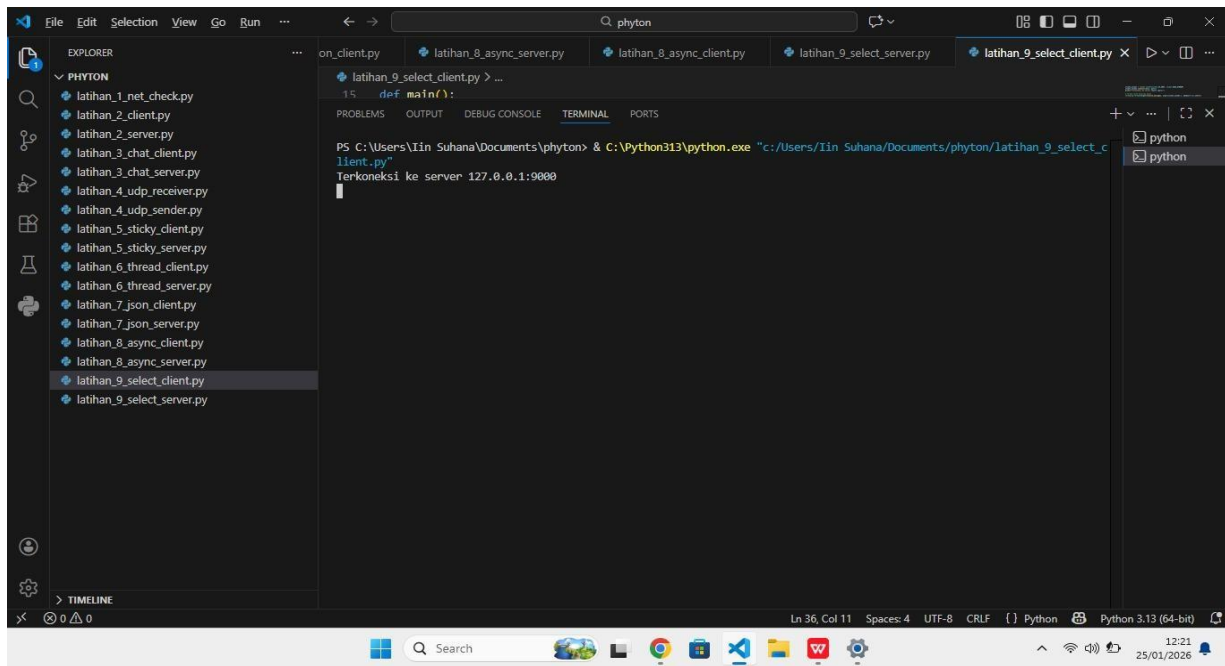 File Edit Selection View Go Run ··· phyton
EXPLORER ···
PHYTON
latihan_1_net_check.py
latihan_2_client.py
latihan_2_server.py
latihan_3_chat_client.py
latihan_3_chat_server.py
latihan_4_udp_receiver.py
latihan_4_udp_sender.py
latihan_5_sticky_client.py
latihan_5_sticky_server.py
latihan_6_thread_client.py
latihan_6_thread_server.py
latihan_7_json_client.py
latihan_7_json_server.py
latihan_8_async_client.py
latihan_8_async_server.py
latihan_9_select_client.py
latihan_9_select_server.py
TIMELINE
on_client.py latihan_8_async_server.py latihan_8_async_client.py latihan_9_select_server.py latihan_9_select_client.py
latihan_9_select_client.py > ...
15 def main():
PROBLEMS OUTPUT DEBUG CONSOLE TERMINAL PORTS
PS C:\Users\Iin Suhana\Documents\phyton> & C:\Python313\python.exe "c:/Users/Iin Suhana/Documents/phyton/latihan_9_select_c
lient.py"
Terkoneksi ke server 127.0.0.1:9000
python
python
1
0 0 Ln 36, Col 11 Spaces: 4 UTF-8 CRLF { } Python Python 3.13 (64-bit)
Search
12:21
25/01/2026